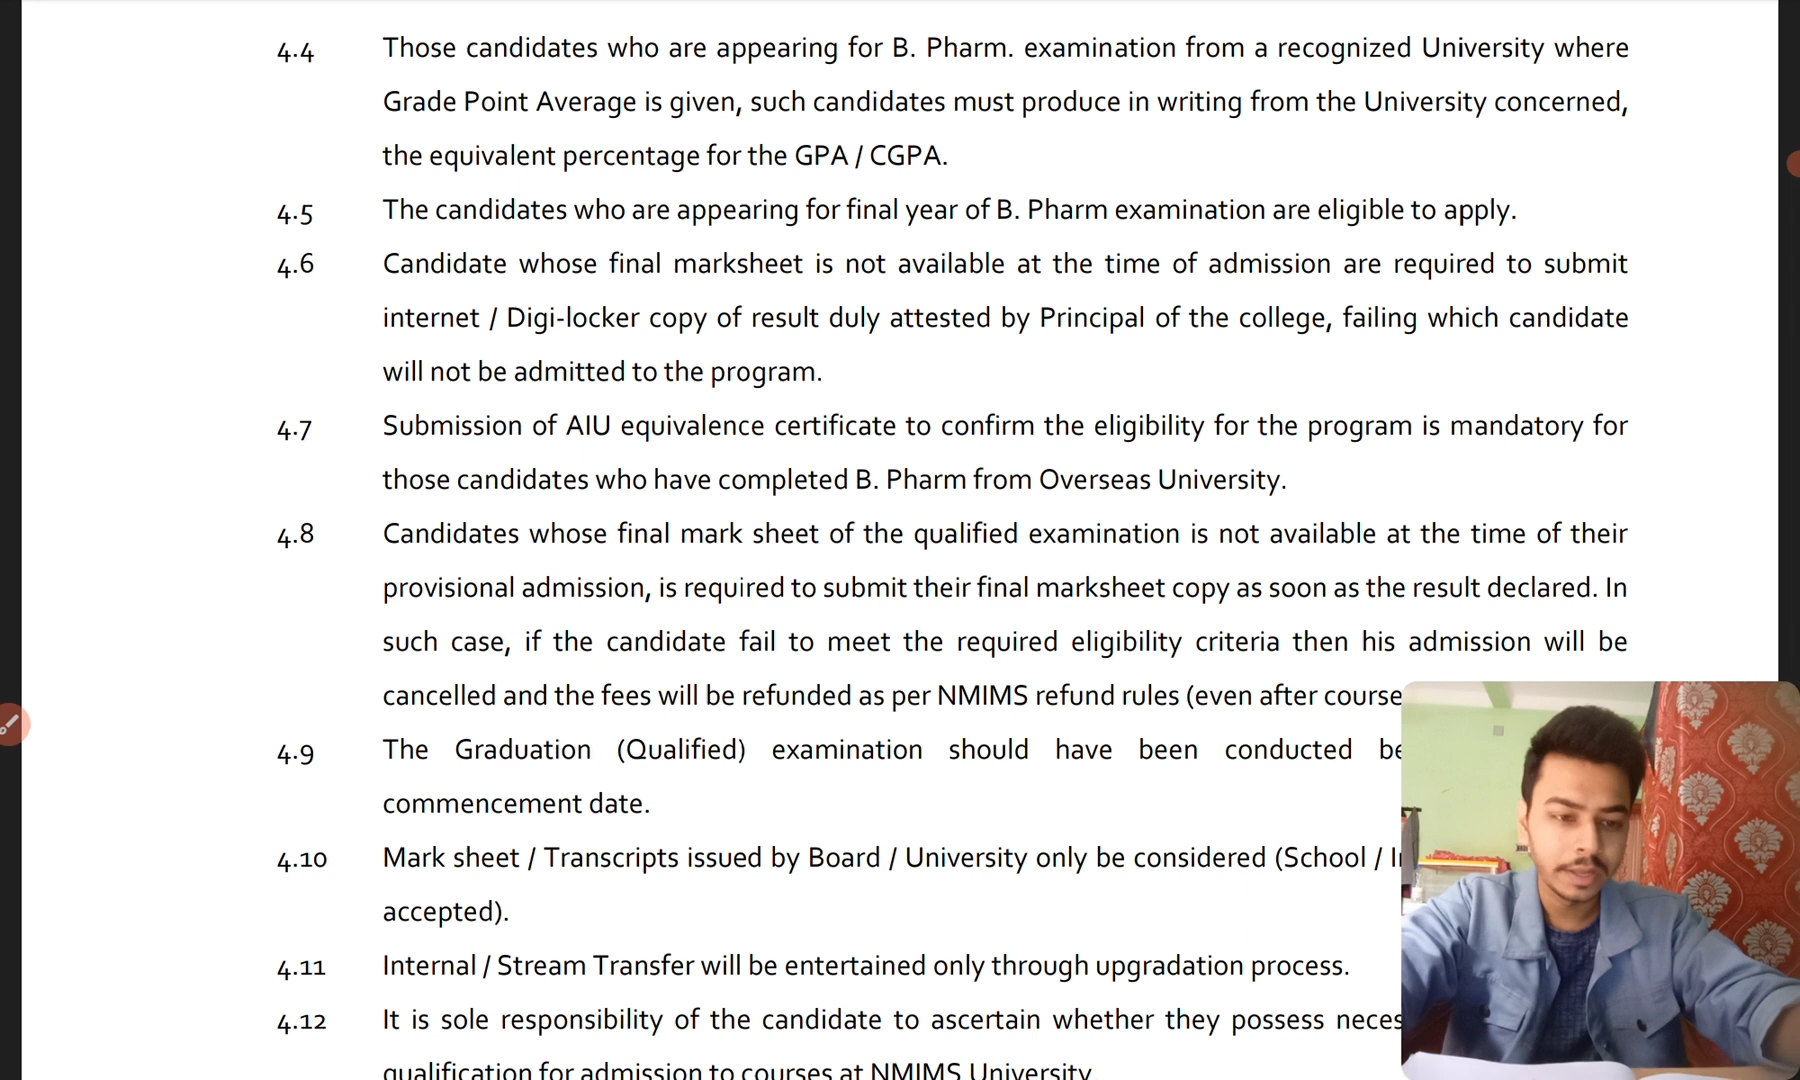 4.4 Those candidates who are appearing for B. Pharm. examination from a recognized University where
Grade Point Average is given, such candidates must produce in writing from the University concerned,
the equivalent percentage for the GPA / CGPA.
4.5 The candidates who are appearing for final year of B. Pharm examination are eligible to apply.
4.6 Candidate whose final marksheet is not available at the time of admission are required to submit
internet / Digi-locker copy of result duly attested by Principal of the college, failing which candidate
will not be admitted to the program.
4.7 Submission of AIU equivalence certificate to confirm the eligibility for the program is mandatory for
those candidates who have completed B. Pharm from Overseas University.
4.8 Candidates whose final mark sheet of the qualified examination is not available at the time of their
provisional admission, is required to submit their final marksheet copy as soon as the result declared. In
such case, if the candidate fail to meet the required eligibility criteria then his admission will be
cancelled and the fees will be refunded as per NMIMS refund rules (even after course
4.9 The Graduation (Qualified) examination should have been conducted
commencement date.
4.10 Mark sheet / Transcripts issued by Board / University only be considered (School /
accepted).
4.11 Internal / Stream Transfer will be entertained only through upgradation process.
4.12 It is sole responsibility of the candidate to ascertain whether they possess
qualification for admission to courses at NMIMS University.